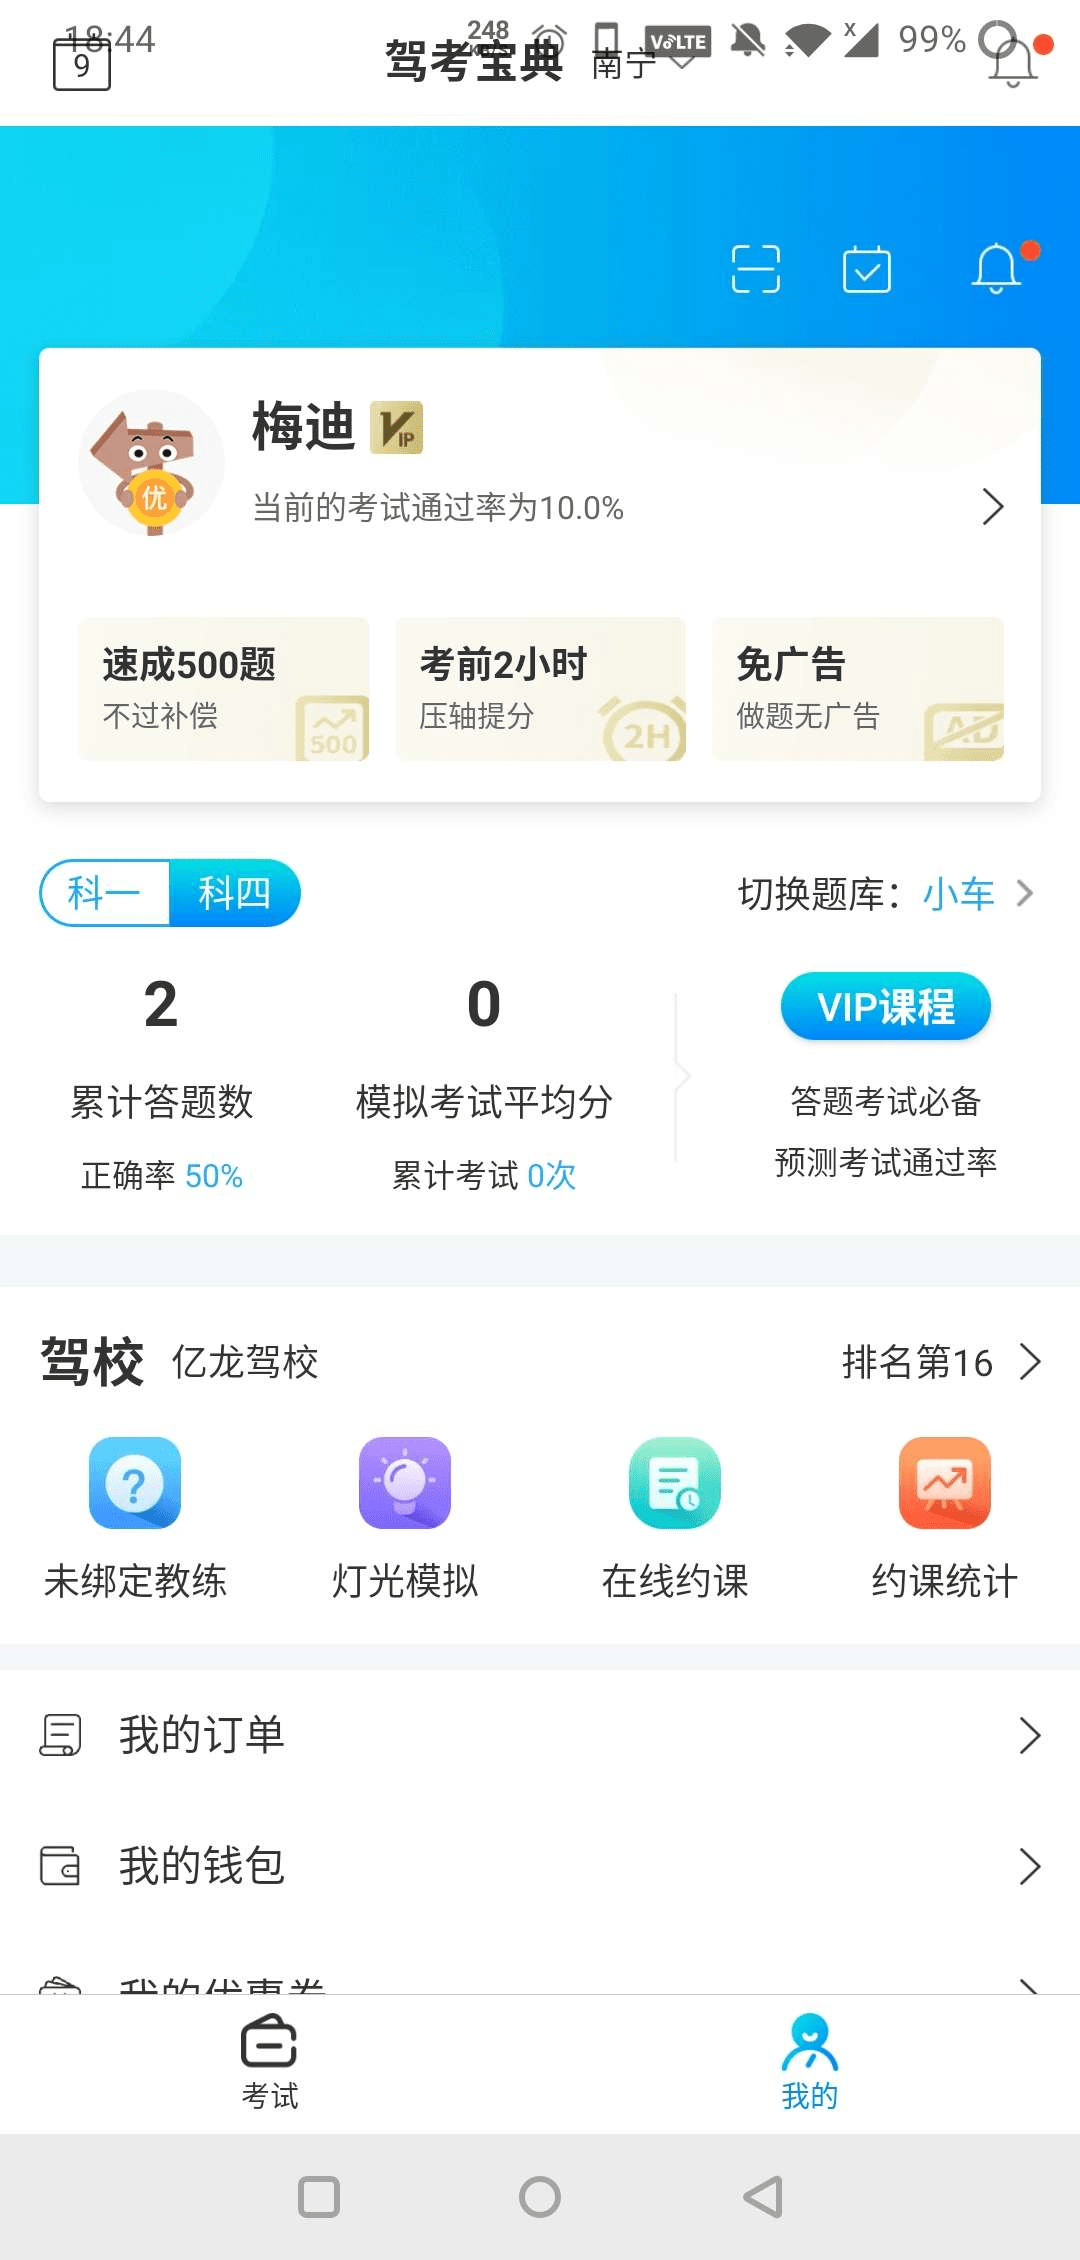 18:44
248
VoLTE
X
99%
9
驾考宝典 南宁
优
梅迪 VIP
当前的考试通过率为10.0%
速成500题
不过补偿
500
考前2小时
压轴提分
2H
免广告
做题无广告
AD
科一 科四
切换题库：小车
2
累计答题数
正确率 50%
0
模拟考试平均分
累计考试 0次
VIP课程
答题考试必备
预测考试通过率
驾校 亿龙驾校
排名第16
?
未绑定教练
灯光模拟
在线约课
约课统计
我的订单
我的钱包
我的优惠券
考试
我的